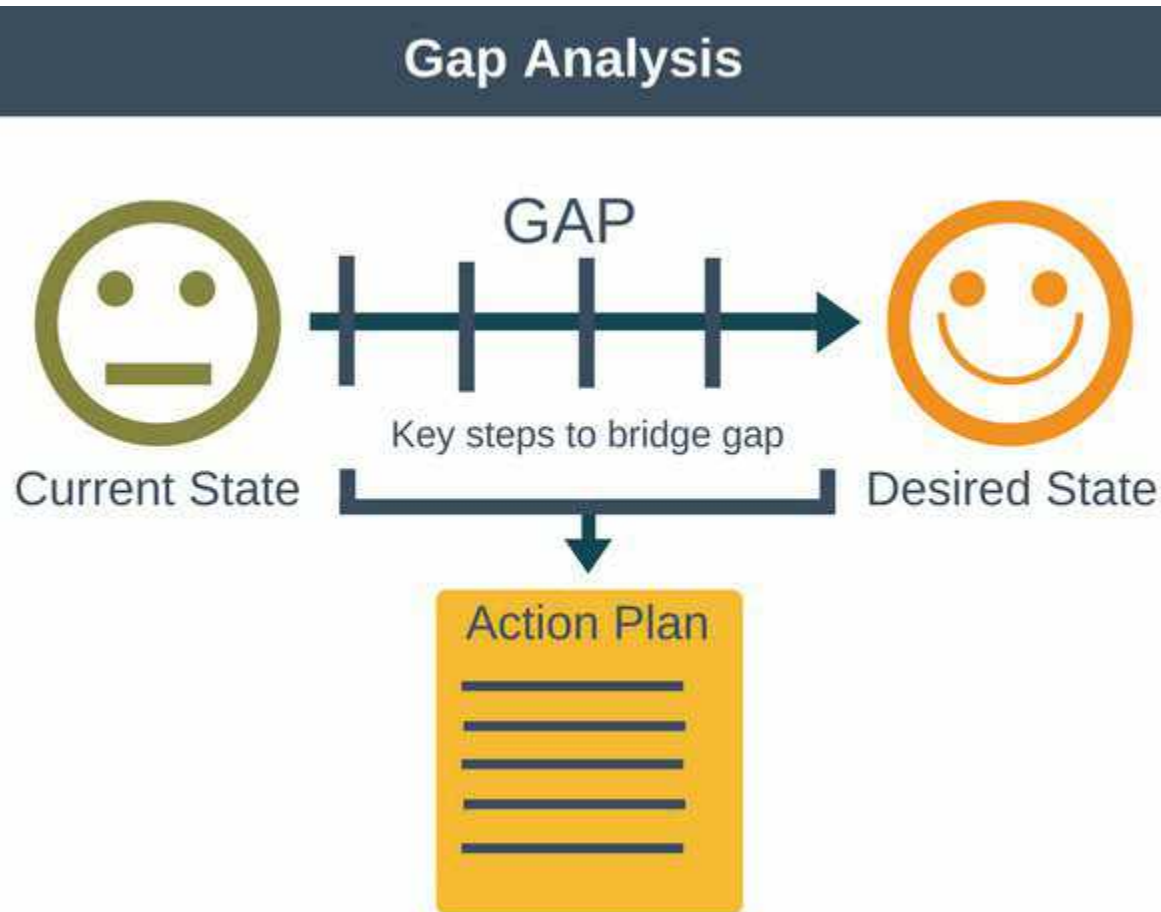 Gap Analysis
GAP
Key steps to bridge gap
Current State
Desired State
Action Plan